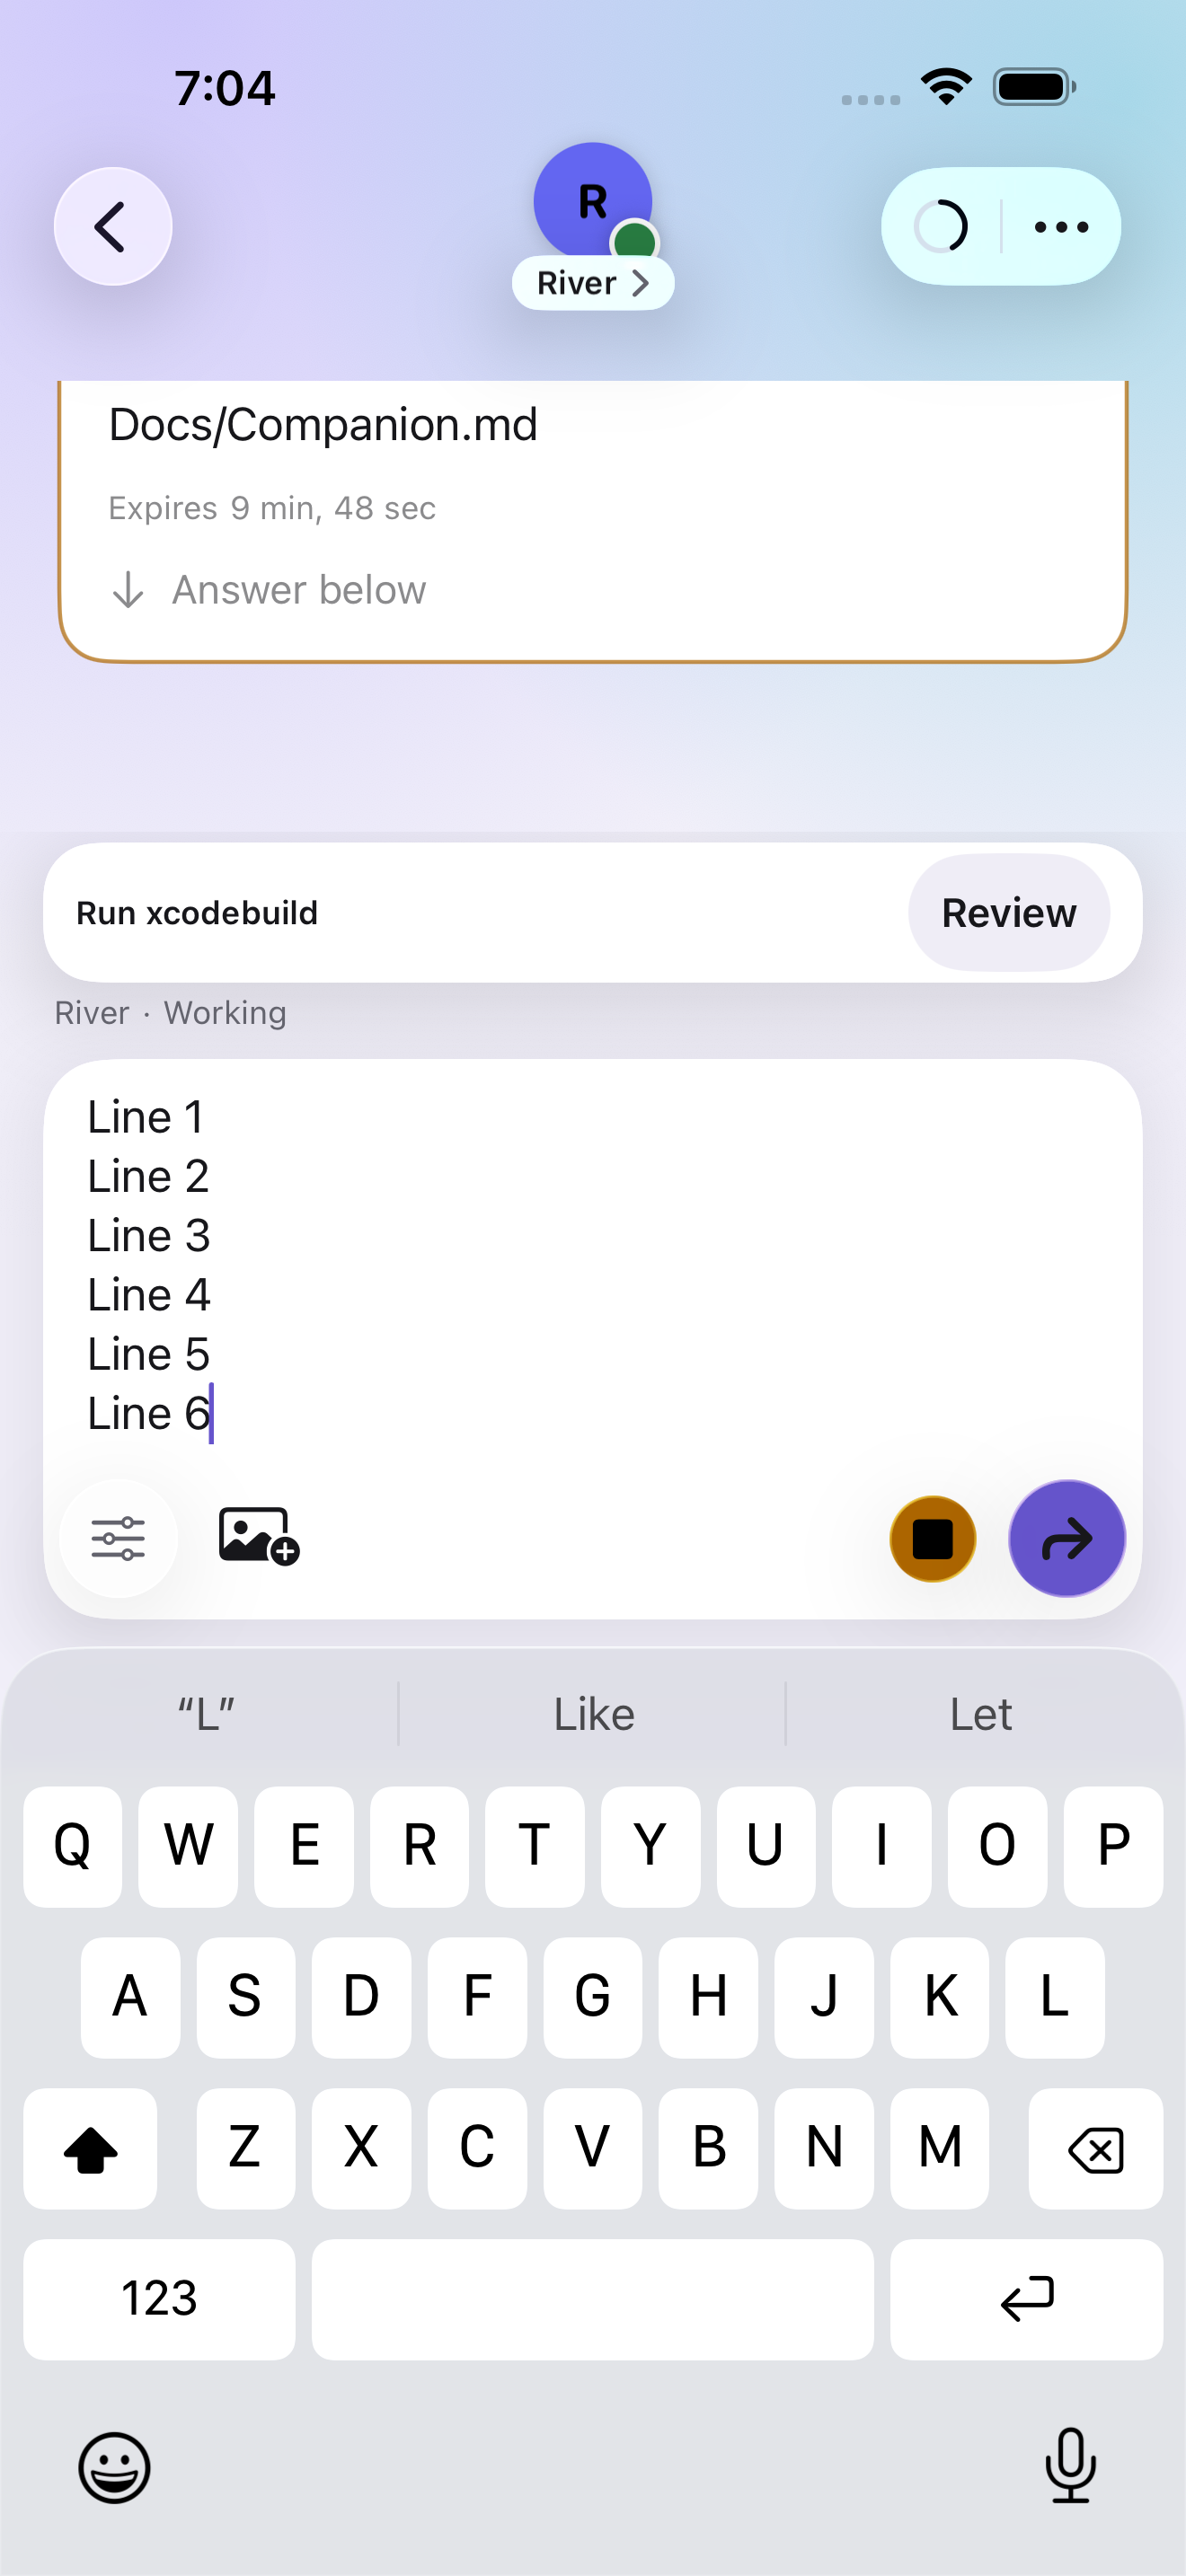 7:04
R
River
Docs/Companion.md
Expires 9 min, 48 sec
Answer below
Run xcodebuild
Review
River · Working
Line 1
Line 2
Line 3
Line 4
Line 5
Line 6
“L” Like Let
Q W E R T Y U I O P
A S D F G H J K L
Z X C V B N M
123